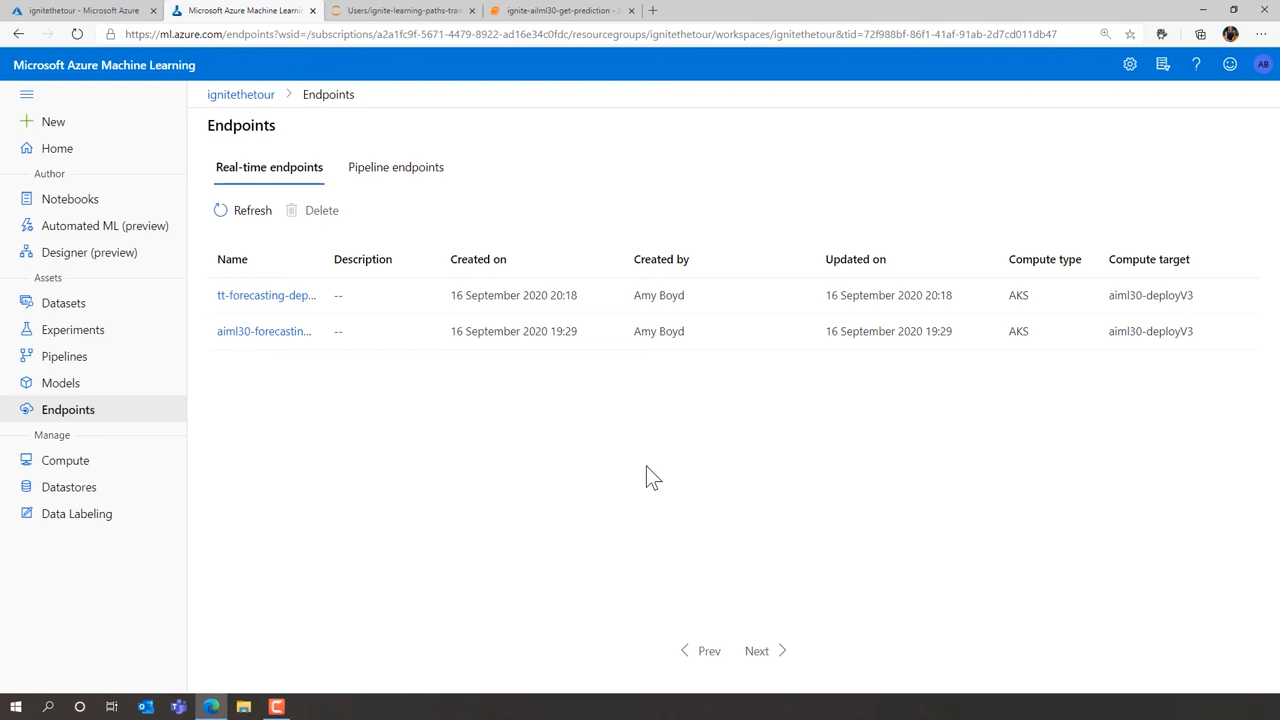 ignitethetour - Microsoft Azure
Microsoft Azure Machine Learnin
Users/ignite-learning-paths-train
ignite-ailml30-get-prediction - A
https://ml.azure.com/endpoints?wsid=/subscriptions/a2a1fc9f-5671-4479-8922-ad16e34c0fdc/resourcegroups/ignitethetour/workspaces/ignitethetour&tid=72f988bf-86f1-41af-91ab-2d7cd011db47
Microsoft Azure Machine Learning
AB
ignitethetour > Endpoints
New
Home
Author
Notebooks
Automated ML (preview)
Designer (preview)
Assets
Datasets
Experiments
Pipelines
Models
Endpoints
Manage
Compute
Datastores
Data Labeling
Endpoints
Real-time endpoints Pipeline endpoints
Refresh Delete
Name Description Created on Created by Updated on Compute type Compute target
tt-forecasting-dep... -- 16 September 2020 20:18 Amy Boyd 16 September 2020 20:18 AKS aiml30-deployV3
aiml30-forecastin... -- 16 September 2020 19:29 Amy Boyd 16 September 2020 19:29 AKS aiml30-deployV3
Prev Next